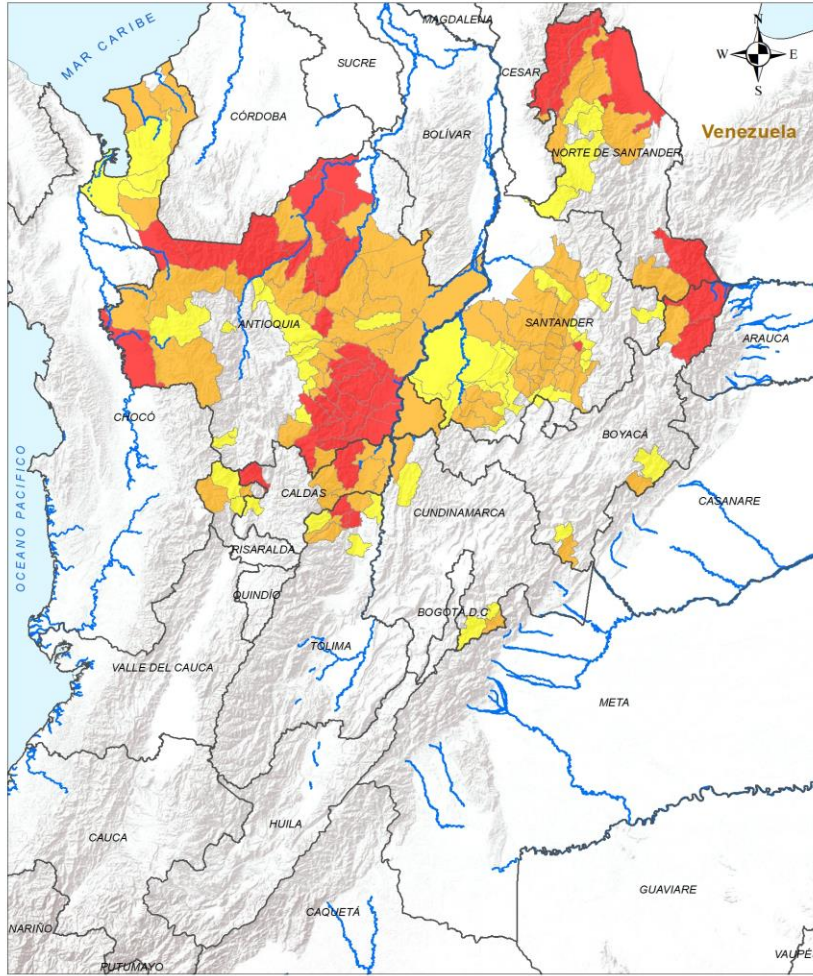 MAGDALENA
N
W E
S
MAR CARIBE
SUCRE
CESAR
CÓRDOBA
BOLÍVAR
Venezuela
NORTE DE SANTANDER
ANTIOQUIA
SANTANDER
ARAUCA
CHOCÓ
BOYACÁ
OCEANO PACIFICO
CALDAS
CUNDINAMARCA
CASANARE
RISARALDA
QUINDÍO
BOGOTÁ D.C.
TOLIMA
VALLE DEL CAUCA
META
HUILA
CAUCA
GUAVIARE
CAQUETÁ
NARIÑO
PUTUMAYO
VAUPÉ